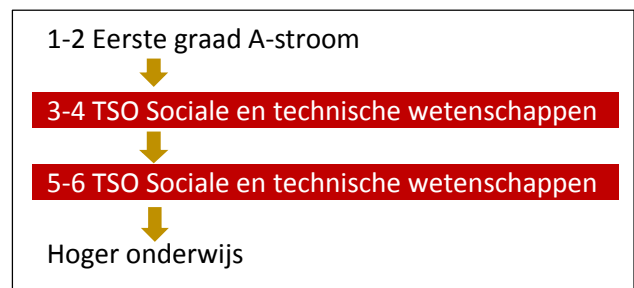 1-2 Eerste graad A-stroom
3-4 TSO Sociale en technische wetenschappen
5-6 TSO Sociale en technische wetenschappen
Hoger onderwijs